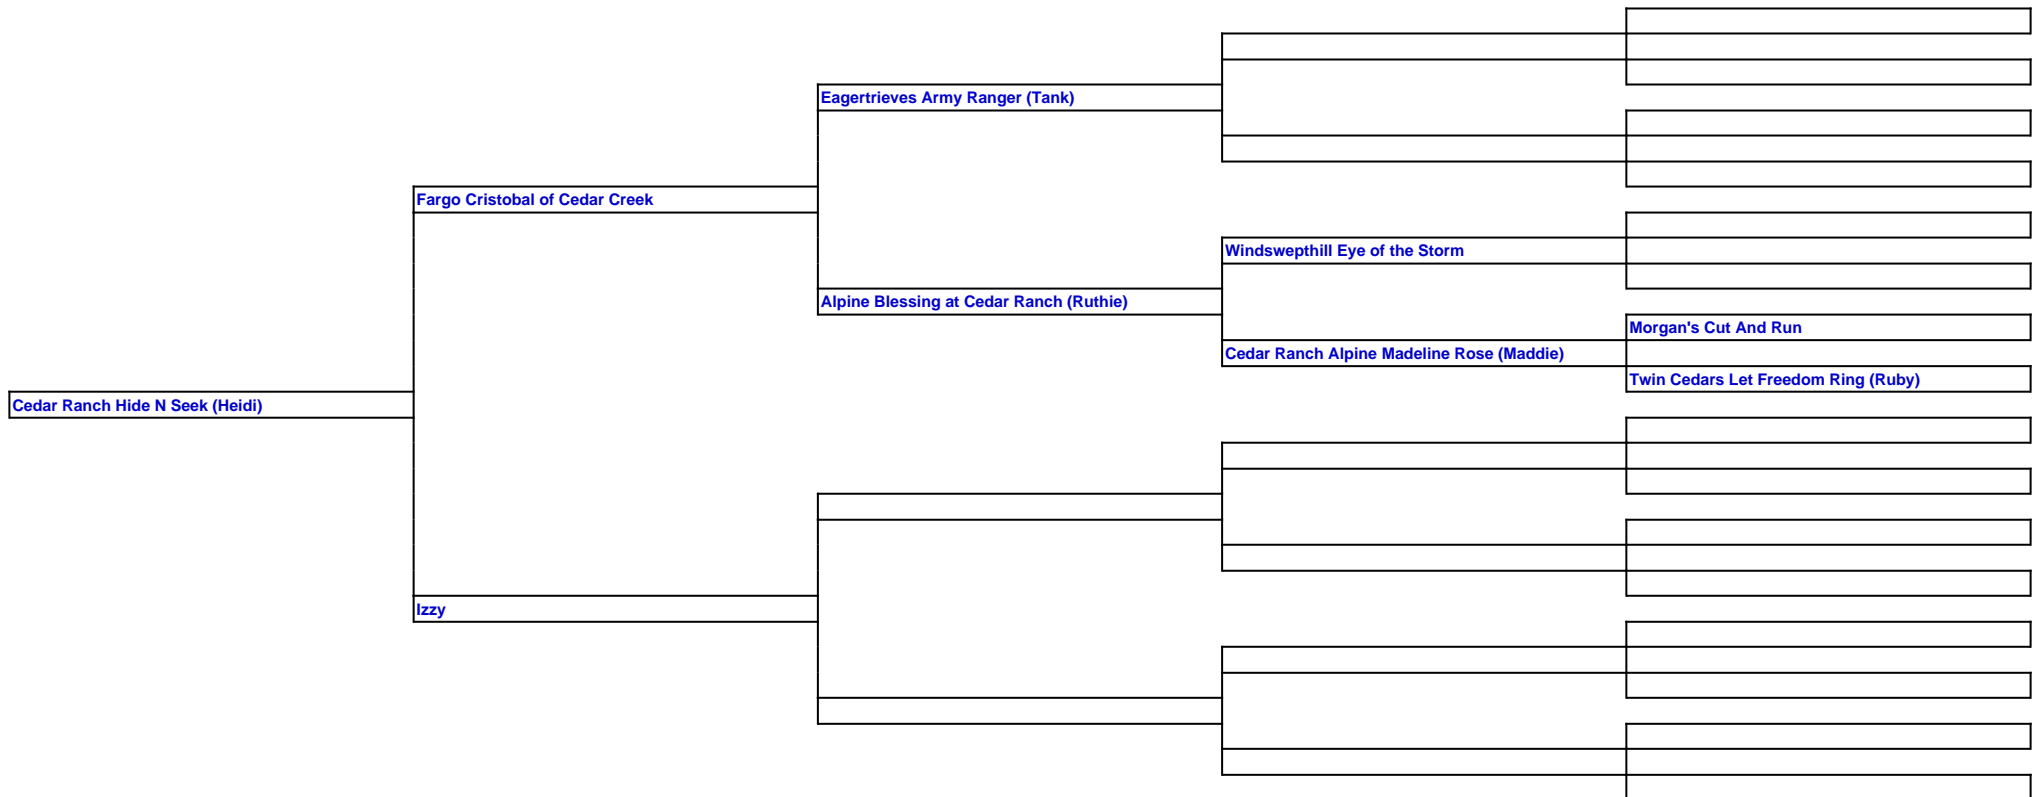 Eagertrieves Army Ranger (Tank)
Fargo Cristobal of Cedar Creek
Windswepthill Eye of the Storm
Alpine Blessing at Cedar Ranch (Ruthie)
Morgan's Cut And Run
Cedar Ranch Alpine Madeline Rose (Maddie)
Twin Cedars Let Freedom Ring (Ruby)
Cedar Ranch Hide N Seek (Heidi)
Izzy